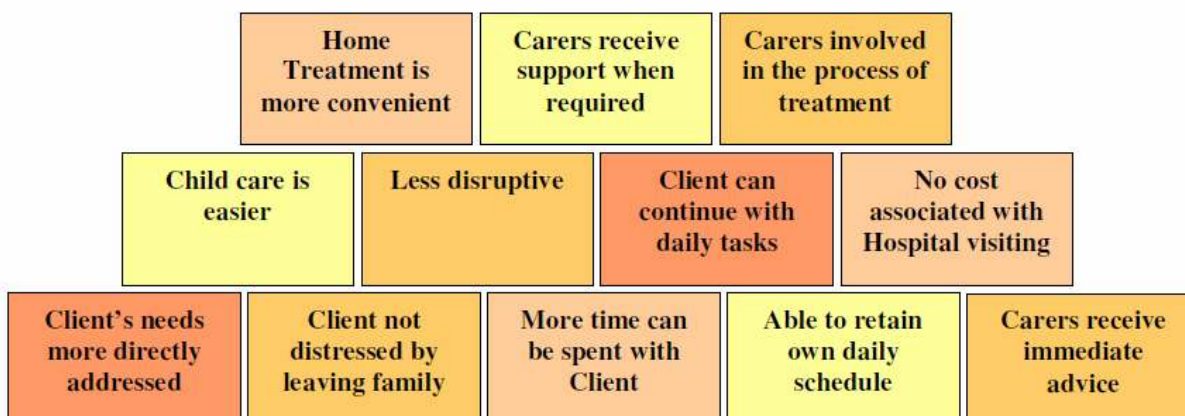 Home
Treatment is
more convenient
Carers receive
support when
required
Carers involved
in the process of
treatment
Child care is
easier
Less disruptive
Client can
continue with
daily tasks
No cost
associated with
Hospital visiting
Client's needs
more directly
addressed
Client not
distressed by
leaving family
More time can
be spent with
Client
Able to retain
own daily
schedule
Carers receive
immediate
advice